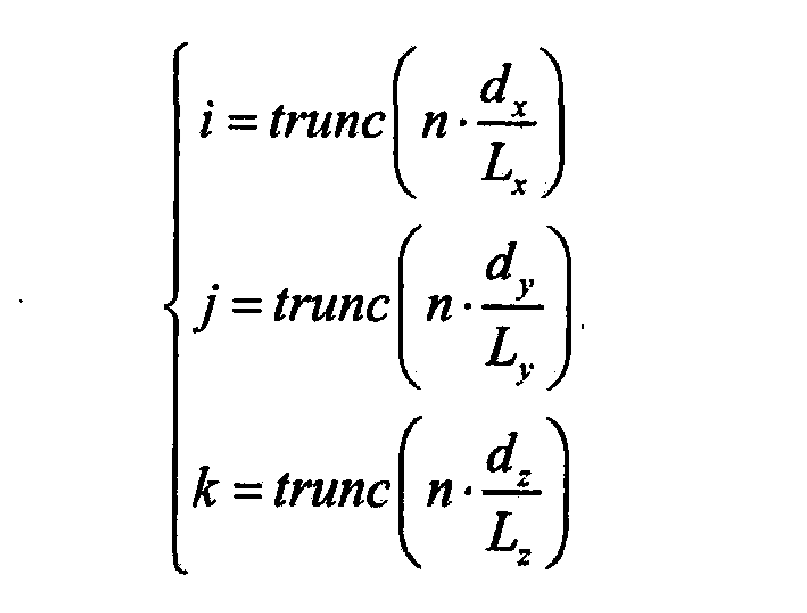 i = trunc( n · d_x / L_x )
j = trunc( n · d_y / L_y )
k = trunc( n · d_z / L_z )